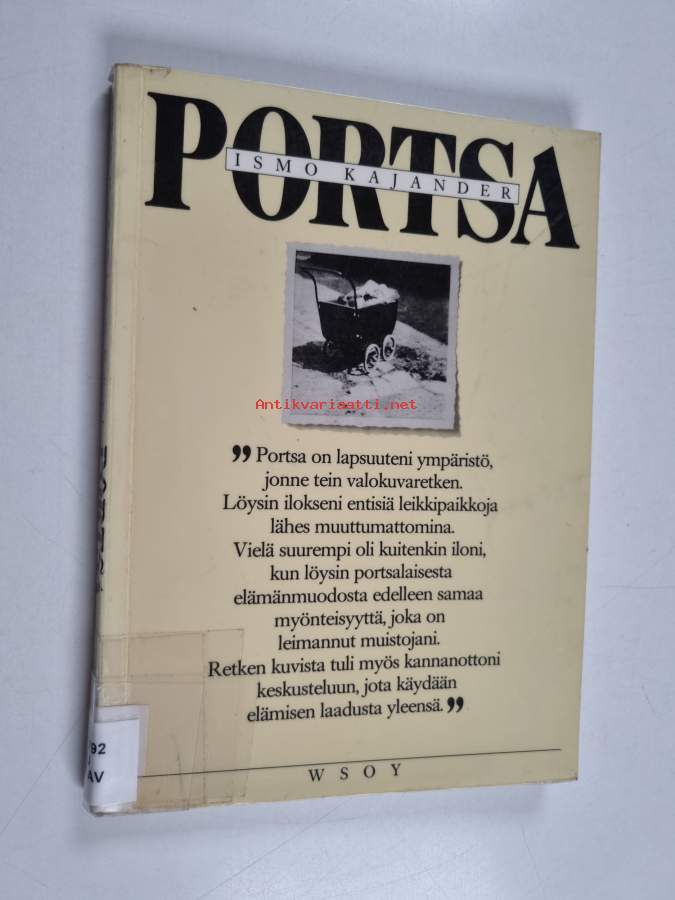 PORTSA
ISMO KAJANDER
Antikvariaatti.net
”Portsa on lapsuuteni ympäristö,
jonne tein valokuvaretken.
Löysin ilokseni entisiä leikkipaikkoja
lähes muuttumattomina.
Vielä suurempi oli kuitenkin iloni,
kun löysin portsalaisesta
elämänmuodosta edelleen samaa
myönteisyyttä, joka on
leimannut muistojani.
Retken kuvista tuli myös kannanottoni
keskusteluun, jota käydään
elämisen laadusta yleensä.”
WSOY
92
AV